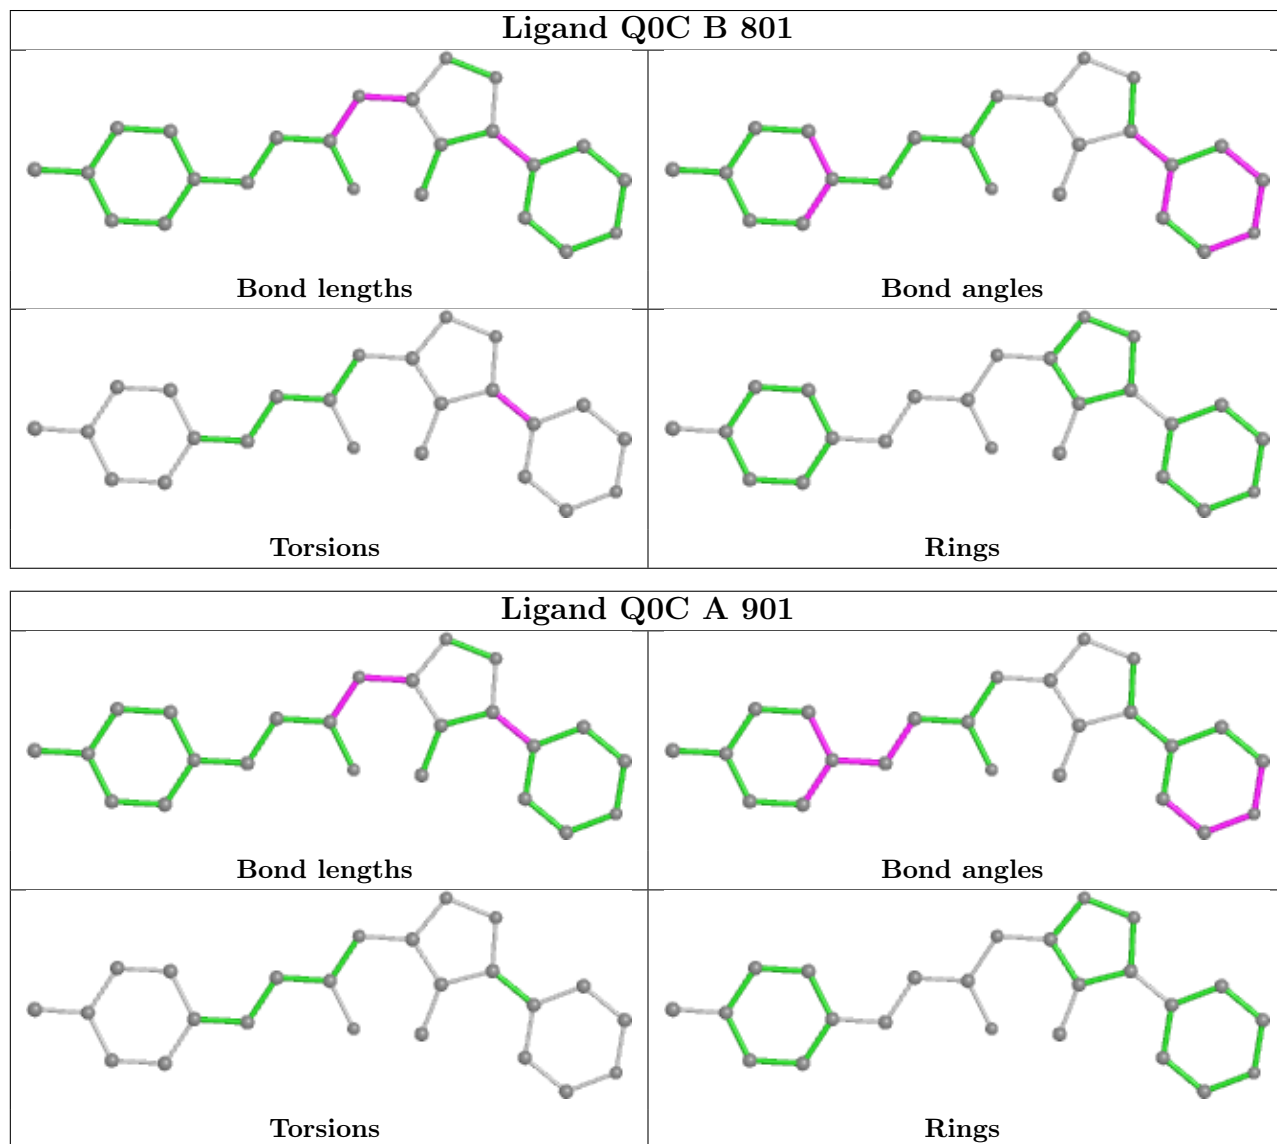 Ligand Q0C B 801
Bond lengths
Bond angles
Torsions
Rings
Ligand Q0C A 901
Bond lengths
Bond angles
Torsions
Rings